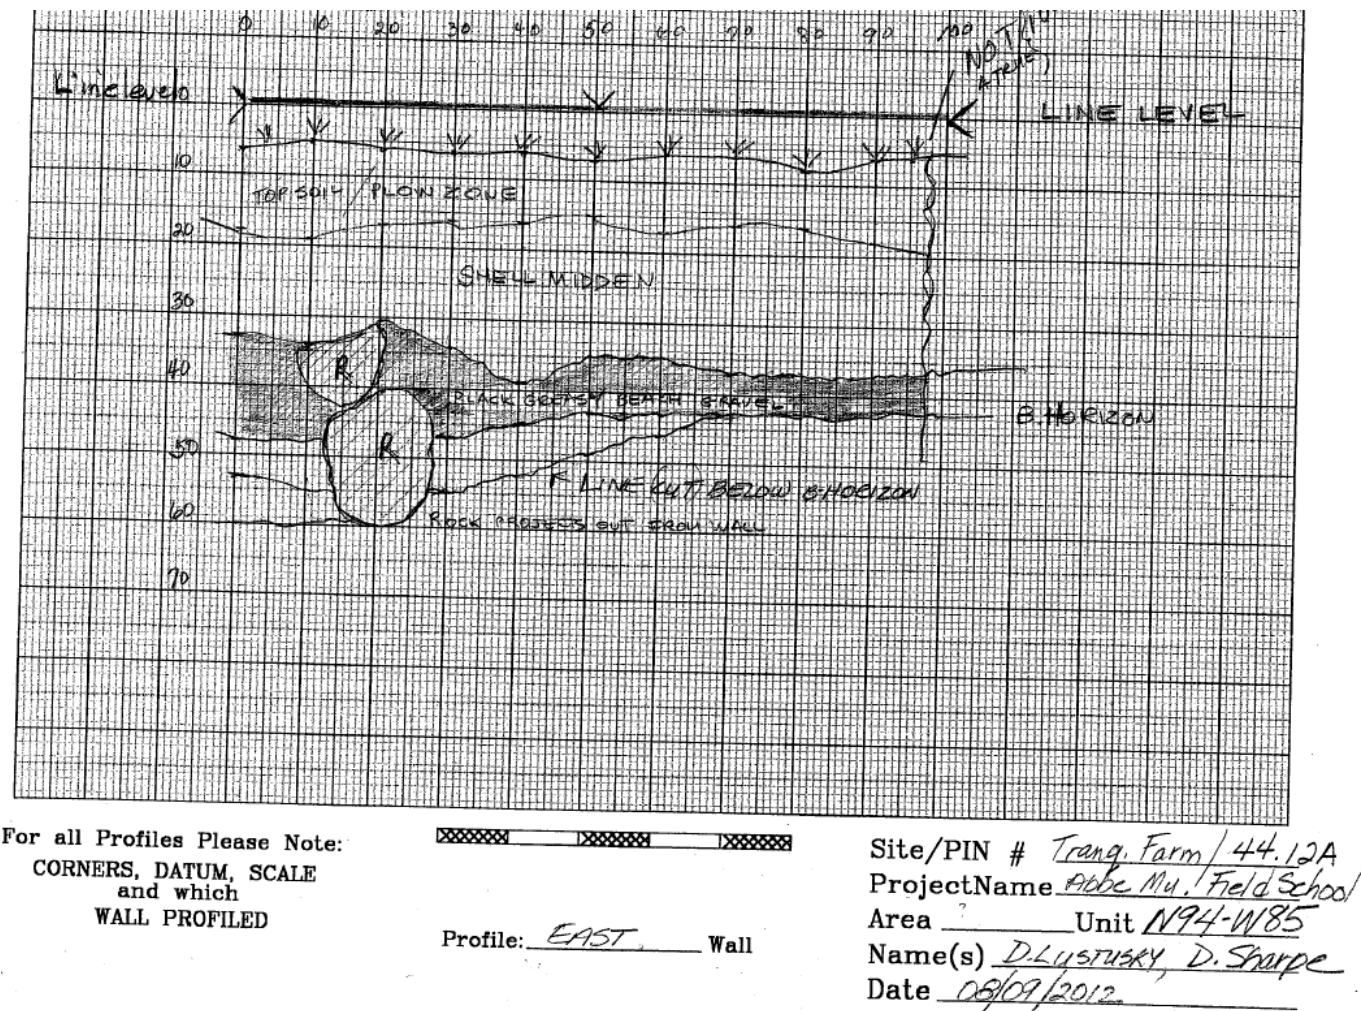 0 10 20 30 40 50 60 70 80 90 100
NOT
Line level 0
LINE LEVEL
10
TOPSOIL / PLOW ZONE
20
SHELL MIDDEN
30
R
40
BLACK GREASY BEACH GRAVEL
B. HORIZON
R
50
LINE (CUT) BELOW B HORIZON
60
ROCK PROJECTS OUT FROM WALL
70
For all Profiles Please Note:
CORNERS, DATUM, SCALE
and which
WALL PROFILED
Profile: EAST Wall
Site/PIN # Tranq. Farm / 44.12A
ProjectName Abbe Mu. Field School
Area ? Unit N94-W85
Name(s) D. Lustusky, D. Sharpe
Date 08/09/2012